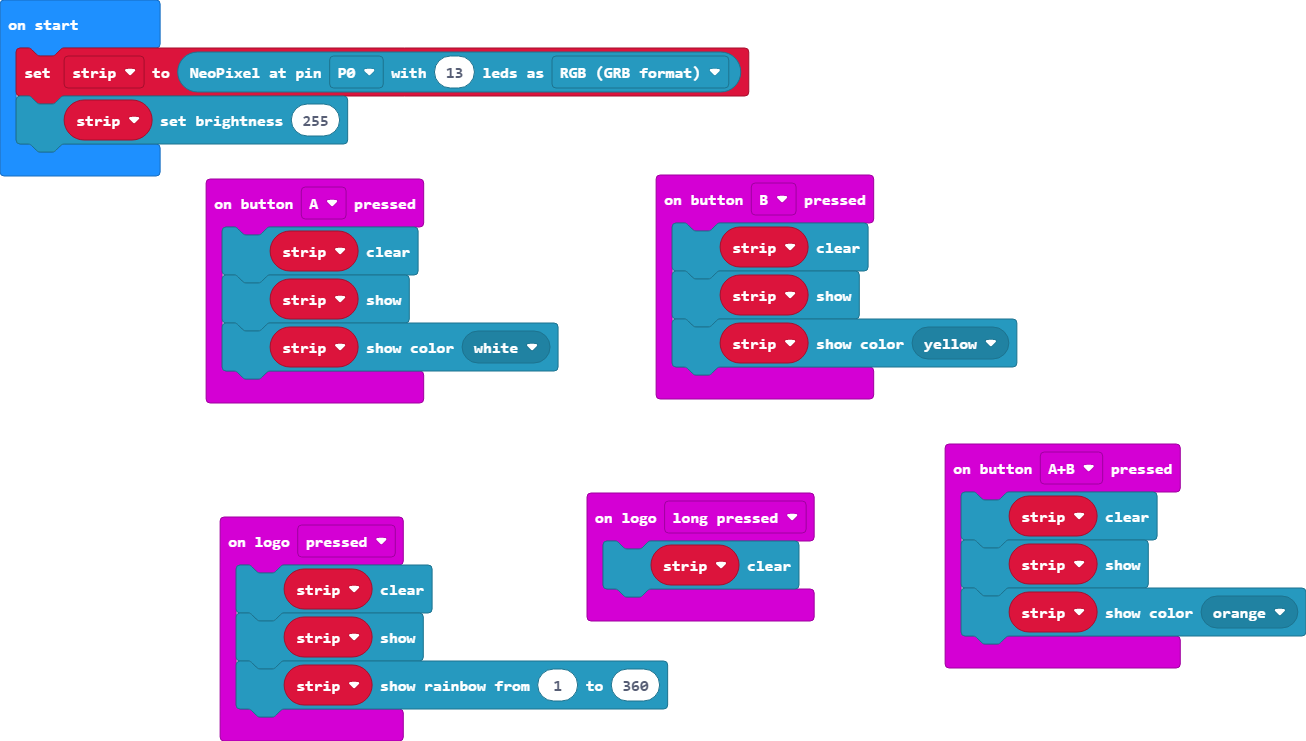 on start
set strip to NeoPixel at pin P0 with 13 leds as RGB (GRB format)
strip set brightness 255
on button A pressed
strip clear
strip show
strip show color white
on button B pressed
strip clear
strip show
strip show color yellow
on logo pressed
strip clear
strip show
strip show rainbow from 1 to 360
on logo long pressed
strip clear
on button A+B pressed
strip clear
strip show
strip show color orange